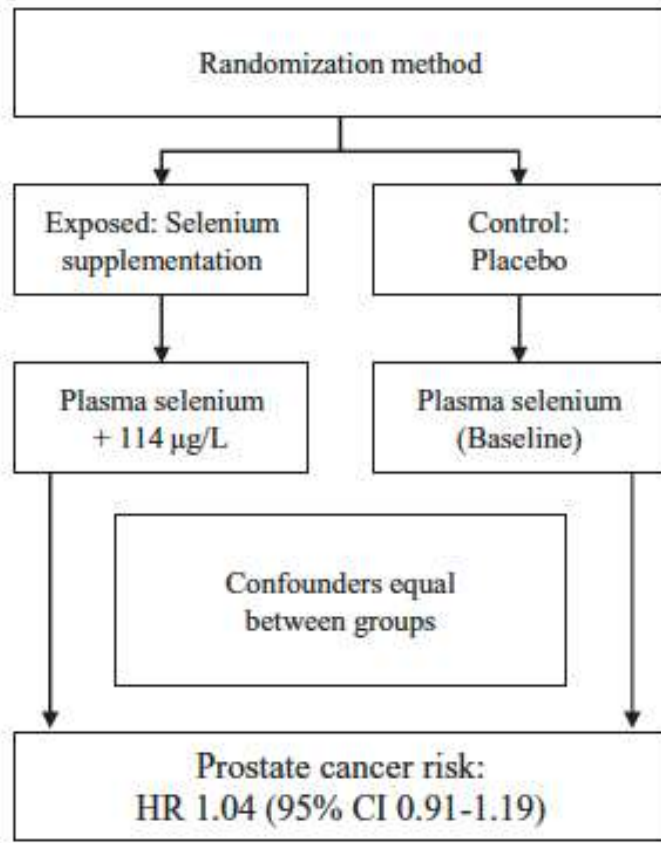 Randomization method
Exposed: Selenium
supplementation
Control:
Placebo
Plasma selenium
+ 114 μg/L
Plasma selenium
(Baseline)
Confounders equal
between groups
Prostate cancer risk:
HR 1.04 (95% CI 0.91-1.19)